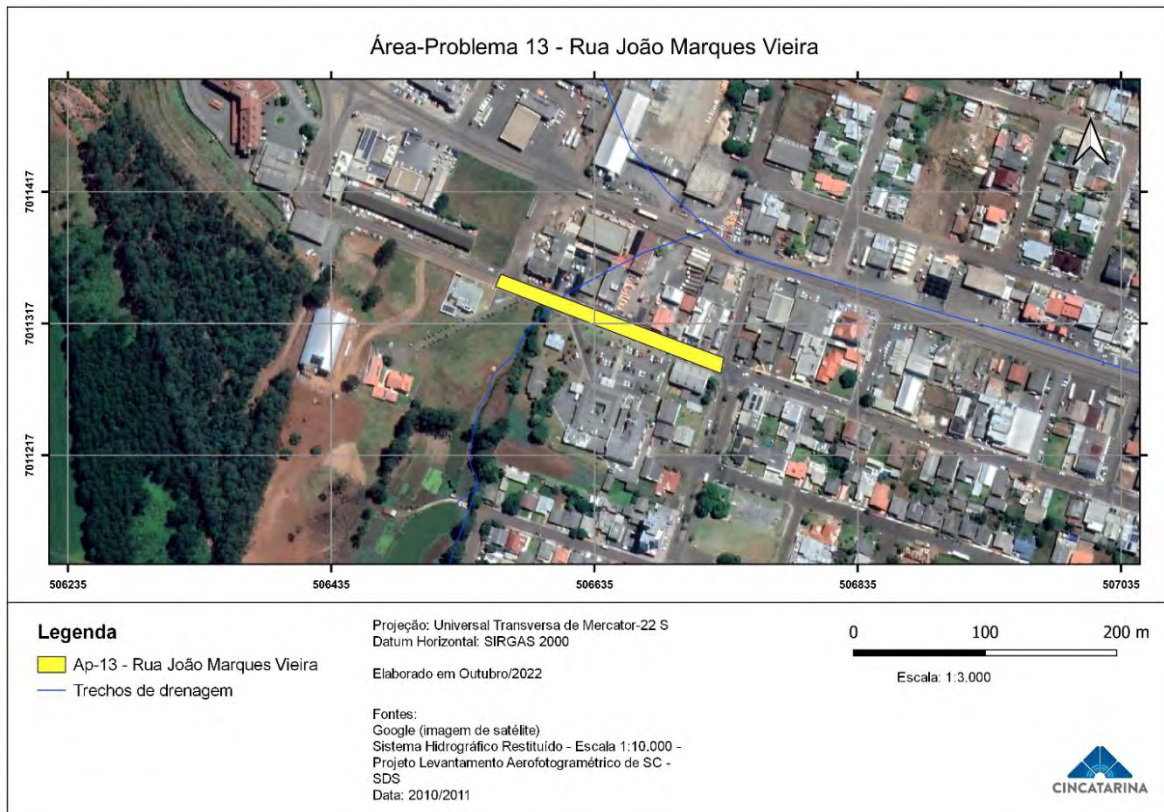 Área-Problema 13 - Rua João Marques Vieira
7011417
7011317
7011217
506235
506435
506635
506835
507035
Legenda
Ap-13 - Rua João Marques Vieira
Trechos de drenagem
Projeção: Universal Transversa de Mercator-22 S
Datum Horizontal: SIRGAS 2000
Elaborado em Outubro/2022
Fontes:
Google (imagem de satélite)
Sistema Hidrográfico Restituído - Escala 1:10.000 -
Projeto Levantamento Aerofotogramétrico de SC -
SDS
Data: 2010/2011
0 100 200 m
Escala: 1:3.000
CINCATARINA